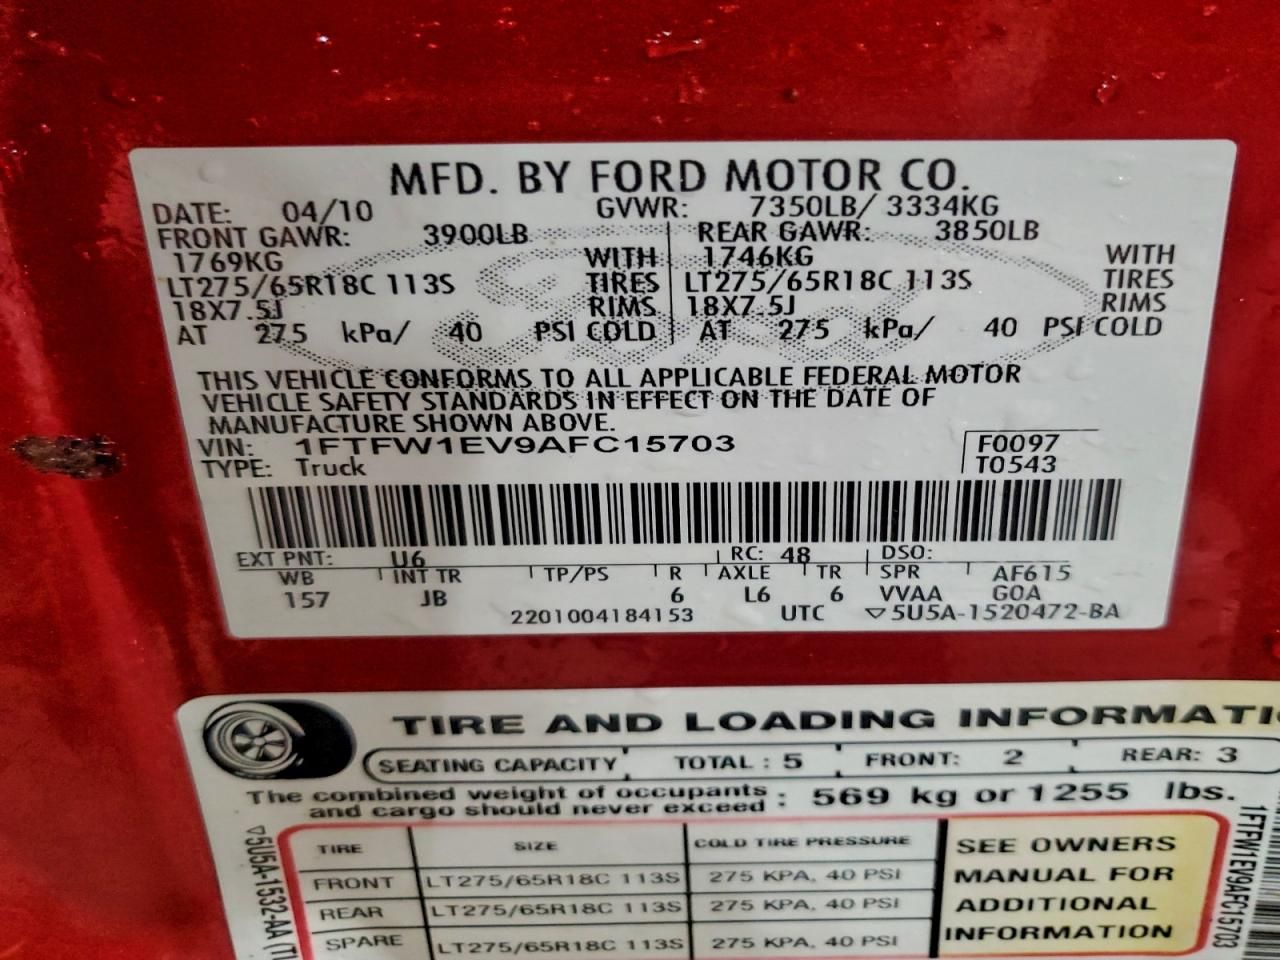 MFD. BY FORD MOTOR CO.
DATE: 04/10 GVWR: 7350LB/ 3334KG
FRONT GAWR: 3900LB REAR GAWR: 3850LB
1769KG WITH 1746KG WITH
LT275/65R18C 113S TIRES LT275/65R18C 113S TIRES
18X7.5J RIMS 18X7.5J RIMS
AT 275 kPa/ 40 PSI COLD AT 275 kPa/ 40 PSI COLD
THIS VEHICLE CONFORMS TO ALL APPLICABLE FEDERAL MOTOR
VEHICLE SAFETY STANDARDS IN EFFECT ON THE DATE OF
MANUFACTURE SHOWN ABOVE.
VIN: 1FTFW1EV9AFC15703 F0097
TYPE: Truck T0543
EXT PNT: U6 RC: 48 DSO:
WB INT TR TP/PS R AXLE TR SPR AF615
157 JB 6 L6 6 VVAA GOA
2201004184153 UTC ▽5U5A-1520472-BA
TIRE AND LOADING INFORMATI
SEATING CAPACITY TOTAL : 5 FRONT: 2 REAR: 3
The combined weight of occupants
and cargo should never exceed : 569 kg or 1255 lbs.
TIRE SIZE COLD TIRE PRESSURE SEE OWNERS
FRONT LT275/65R18C 113S 275 KPA, 40 PSI MANUAL FOR
REAR LT275/65R18C 113S 275 KPA, 40 PSI ADDITIONAL
SPARE LT275/65R18C 113S 275 KPA, 40 PSI INFORMATION
▽5U5A-1532-AA (TL
1FTFW1EV9AFC15703